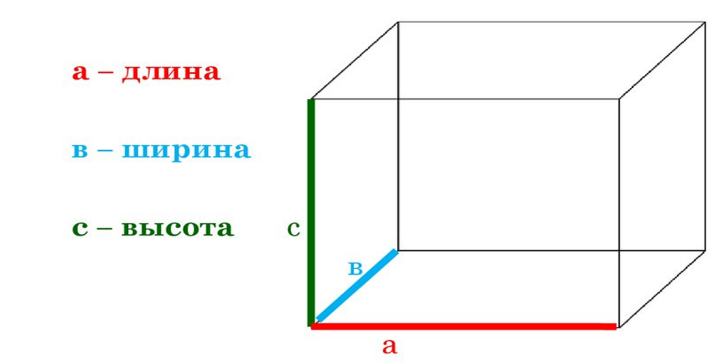 а – длина
в – ширина
с – высота
с
в
а